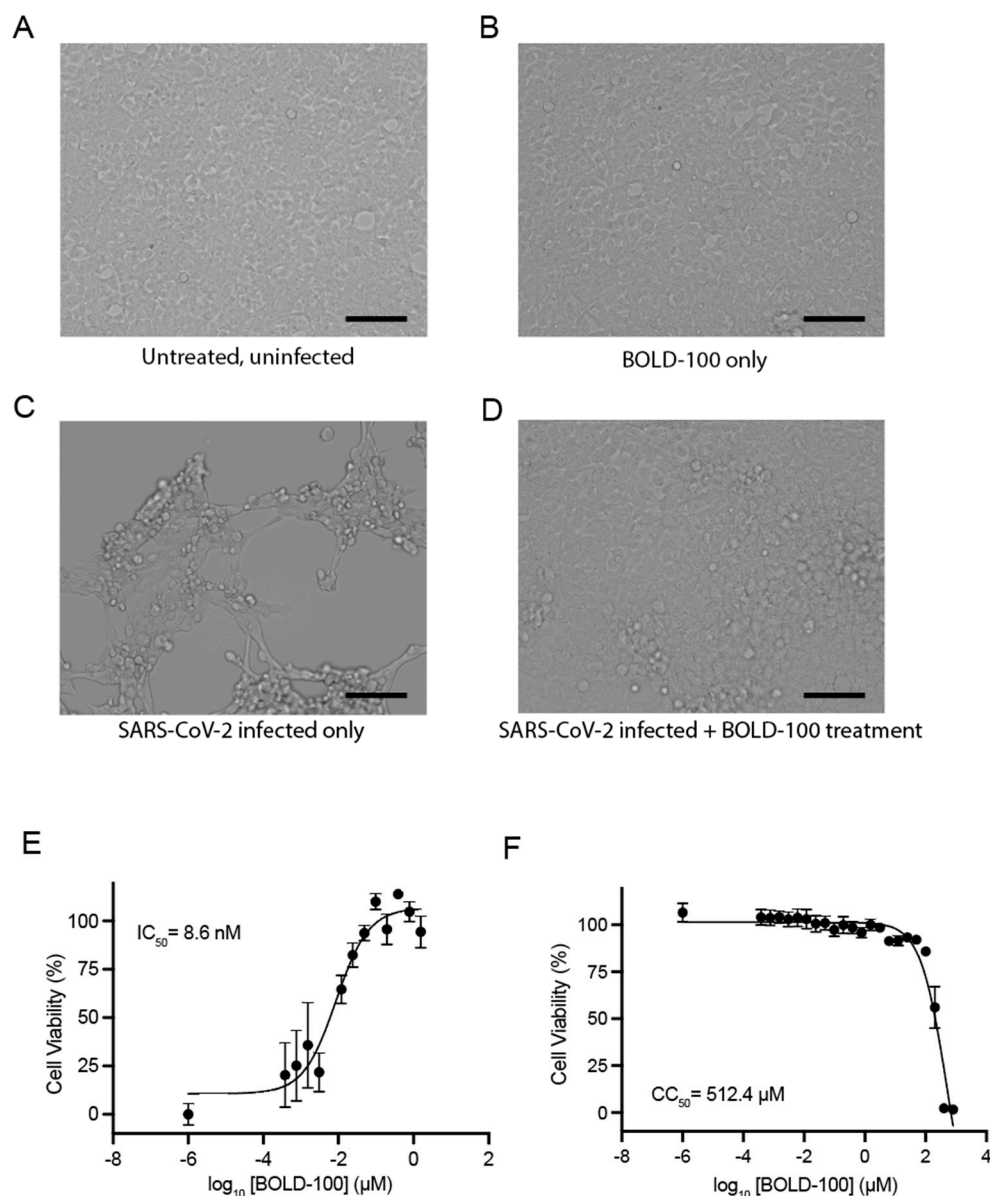 A
B
Untreated, uninfected
BOLD-100 only
C
D
SARS-CoV-2 infected only
SARS-CoV-2 infected + BOLD-100 treatment
E
F
IC50= 8.6 nM
100
75
50
25
0
Cell Viability (%)
-8 -6 -4 -2 0 2
log10 [BOLD-100] (µM)
100
75
50
25
0
Cell Viability (%)
CC50= 512.4 µM
-8 -6 -4 -2 0 2 4
log10 [BOLD-100] (µM)